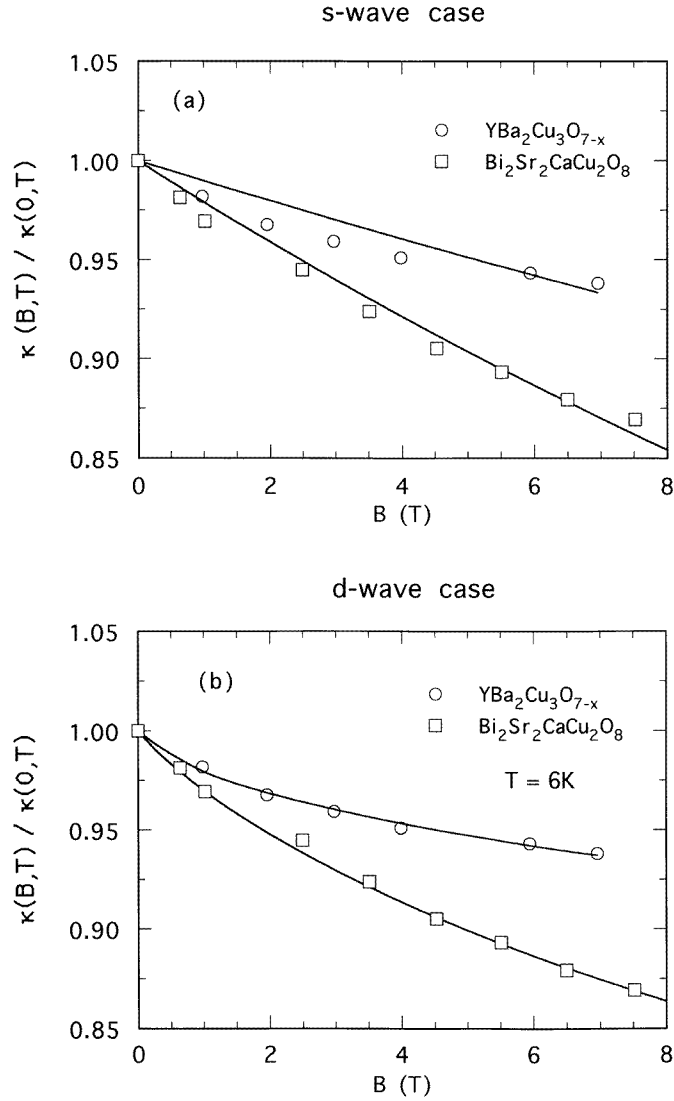 s-wave case
1.05
(a)
YBa₂Cu₃O₇₋ₓ
Bi₂Sr₂CaCu₂O₈
1.00
0.95
0.90
0.85
κ (B,T) / κ(0,T)
0 2 4 6 8
B (T)
d-wave case
1.05
(b)
YBa₂Cu₃O₇₋ₓ
Bi₂Sr₂CaCu₂O₈
T = 6K
1.00
0.95
0.90
0.85
κ(B,T) / κ(0,T)
0 2 4 6 8
B (T)